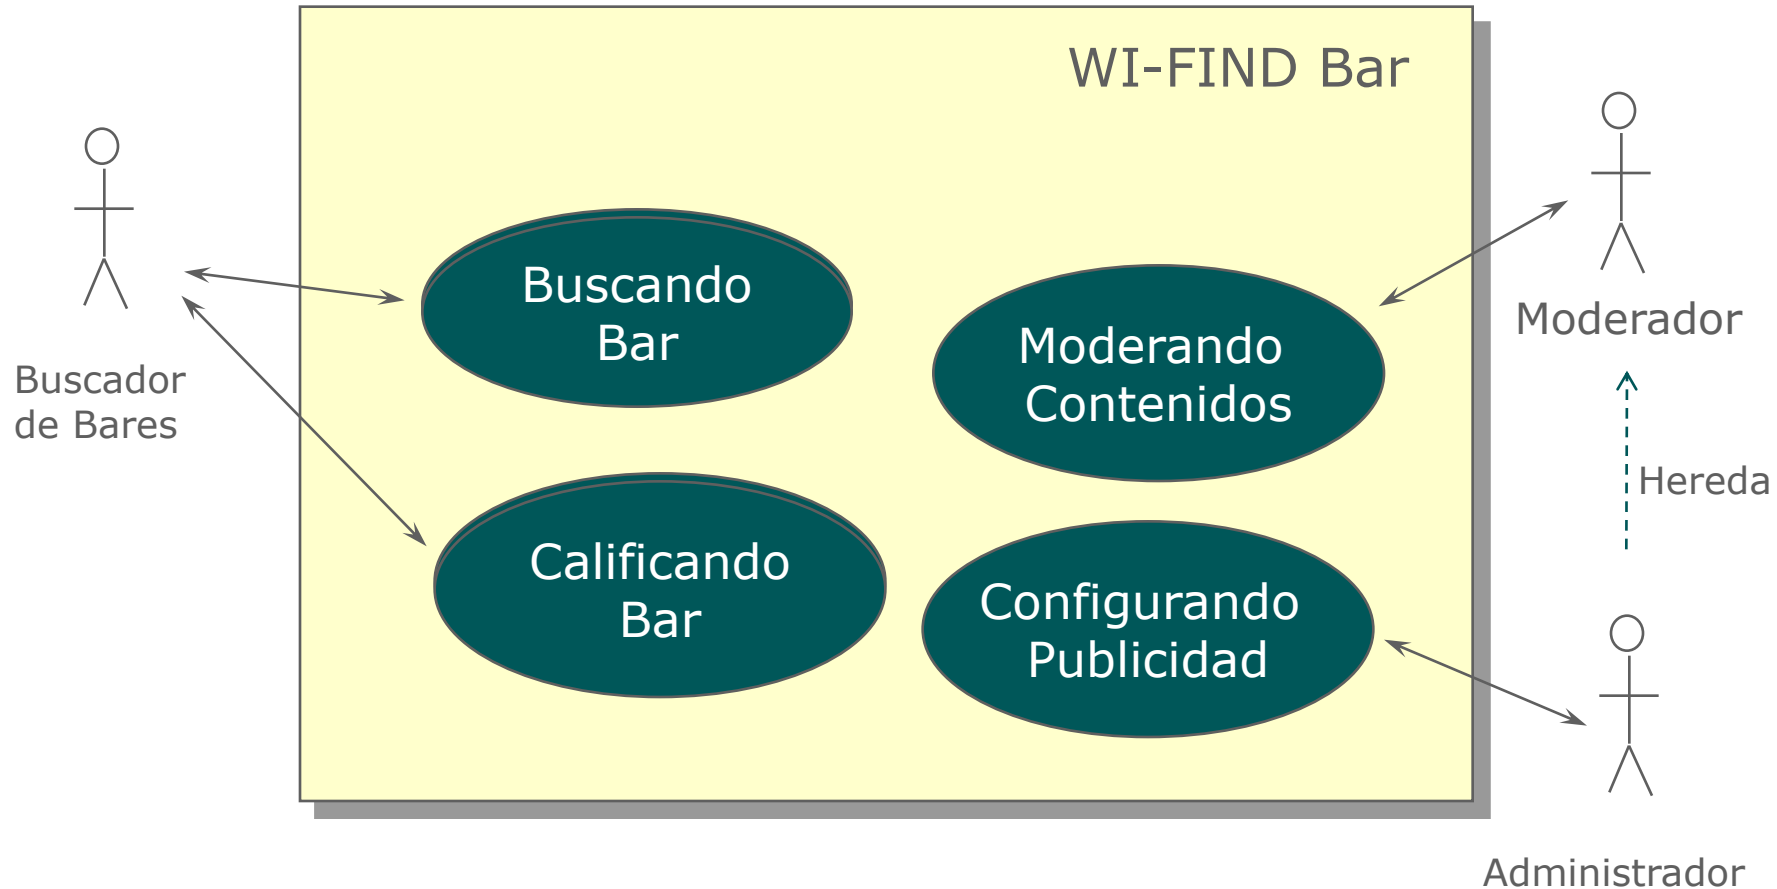 WI-FIND Bar
Buscador
de Bares
Buscando
Bar
Calificando
Bar
Moderando
Contenidos
Configurando
Publicidad
Moderador
Hereda
Administrador